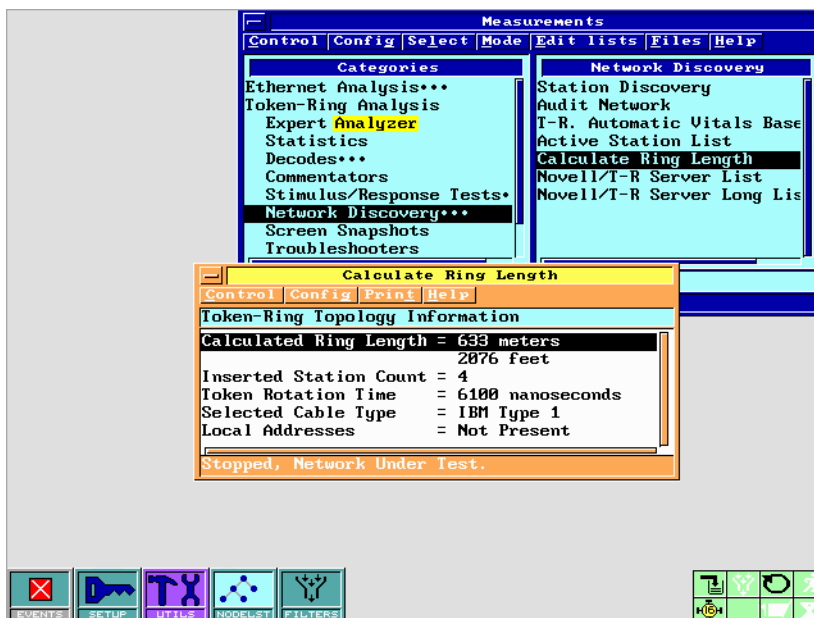 Measurements
Control Config Select Mode Edit lists Files Help
Categories
Ethernet Analysis•••
Token-Ring Analysis
Expert Analyzer
Statistics
Decodes•••
Commentators
Stimulus/Response Tests•
Network Discovery•••
Screen Snapshots
Troubleshooters
Network Discovery
Station Discovery
Audit Network
T-R. Automatic Vitals Base
Active Station List
Calculate Ring Length
Novell/T-R Server List
Novell/T-R Server Long Lis
Calculate Ring Length
Control Config Print Help
Token-Ring Topology Information
Calculated Ring Length = 633 meters
2076 feet
Inserted Station Count = 4
Token Rotation Time = 6100 nanoseconds
Selected Cable Type = IBM Type 1
Local Addresses = Not Present
Stopped, Network Under Test.
EVENTS SETUP UTILS NODELST FILTERS
16